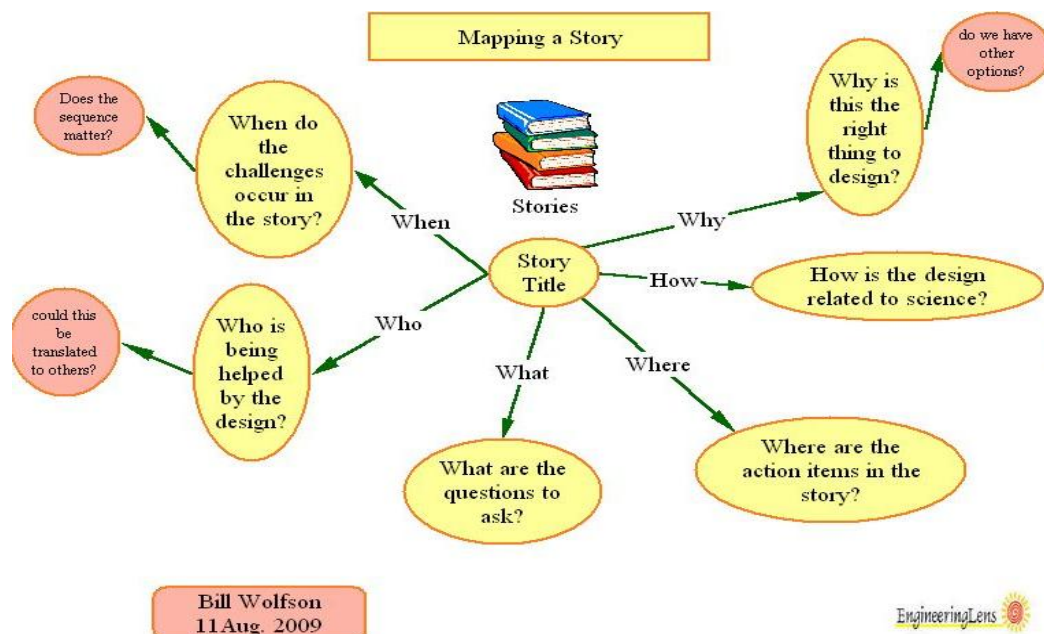 Mapping a Story
do we have
other
options?
Does the
sequence
matter?
When do
the
challenges
occur in
the story?
Why is
this the
right
thing to
design?
Stories
When
Why
Story
Title
How
How is the design
related to science?
could this
be
translated
to others?
Who is
being
helped
by the
design?
Who
What
Where
What are the
questions to
ask?
Where are the
action items in the
story?
Bill Wolfson
11Aug. 2009
EngineeringLens